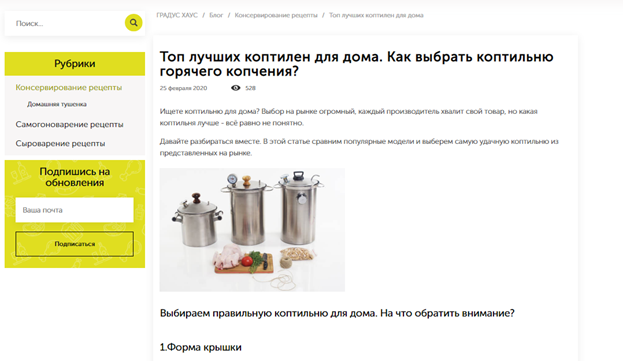 Поиск...
ГРАДУС ХАУС / Блог / Консервирование рецепты / Топ лучших коптилен для дома
Рубрики
Консервирование рецепты
Домашняя тушенка
Самогоноварение рецепты
Сыроварение рецепты
Подпишись на
обновления
Ваша почта
Подписаться
Топ лучших коптилен для дома. Как выбрать коптильню
горячего копчения?
25 февраля 2020 528
Ищете коптильню для дома? Выбор на рынке огромный, каждый производитель хвалит свой товар, но какая
коптильня лучше - всё равно не понятно.
Давайте разбираться вместе. В этой статье сравним популярные модели и выберем самую удачную коптильню из
представленных на рынке.
Выбираем правильную коптильню для дома. На что обратить внимание?
1.Форма крышки